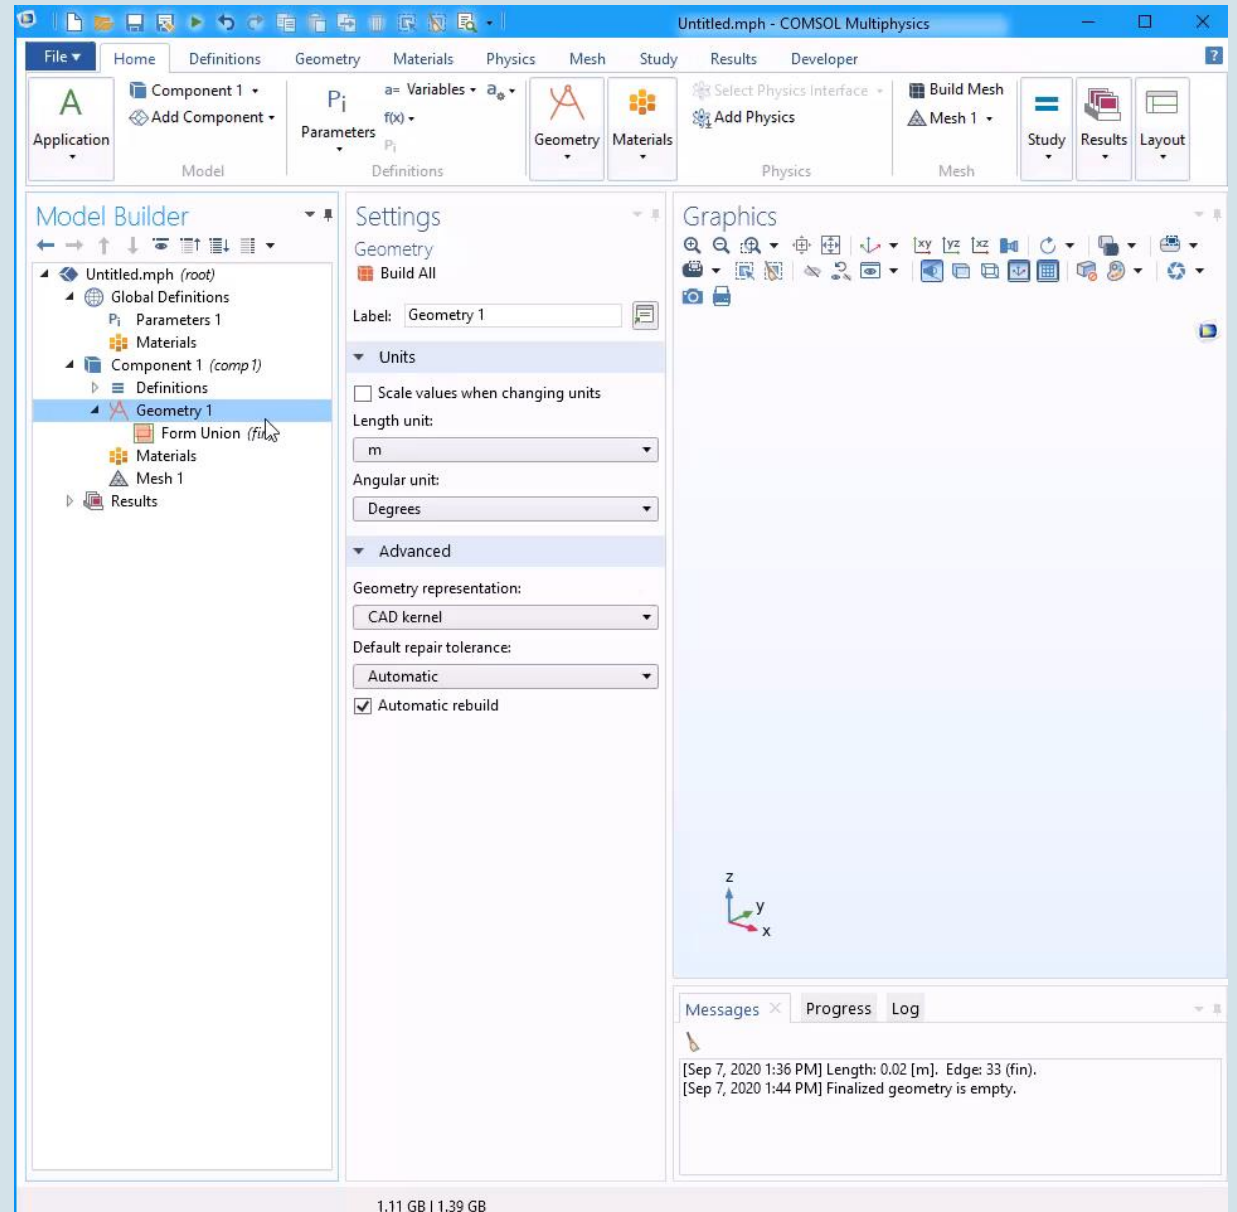 Untitled.mph - COMSOL Multiphysics
File Home Definitions Geometry Materials Physics Mesh Study Results Developer ?
A Application
Component 1
Add Component
Model
Pi Parameters
a= Variables a
f(x)
Pi
Definitions
Geometry
Materials
Select Physics Interface
Add Physics
Physics
Build Mesh
Mesh 1
Mesh
Study
Results
Layout
Model Builder
Untitled.mph (root)
Global Definitions
Pi Parameters 1
Materials
Component 1 (comp1)
Definitions
Geometry 1
Form Union
Materials
Mesh 1
Results
Settings
Geometry
Build All
Label: Geometry 1
Units
Scale values when changing units
Length unit:
m
Angular unit:
Degrees
Advanced
Geometry representation:
CAD kernel
Default repair tolerance:
Automatic
Automatic rebuild
Graphics
xy yz xz
z
y
x
Messages Progress Log
[Sep 7, 2020 1:36 PM] Length: 0.02 [m]. Edge: 33 (fin).
[Sep 7, 2020 1:44 PM] Finalized geometry is empty.
1.11 GB | 1.39 GB